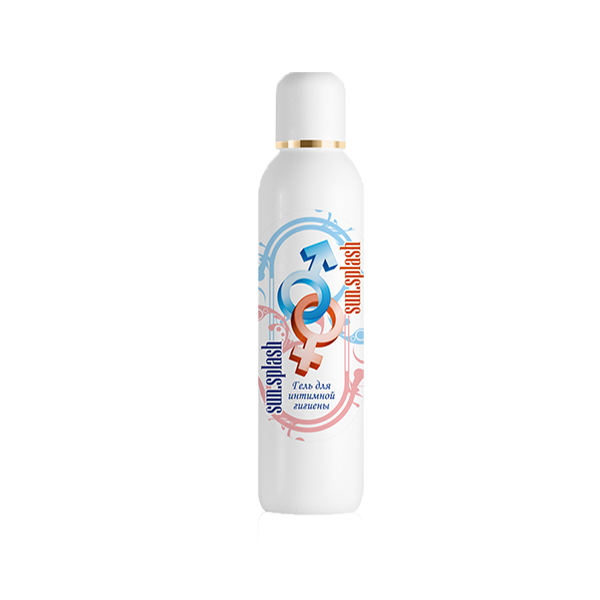 sun.splash
sun.splash
Гель для
интимной
гигиены